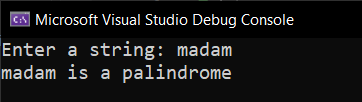 Microsoft Visual Studio Debug Console
Enter a string: madam
madam is a palindrome